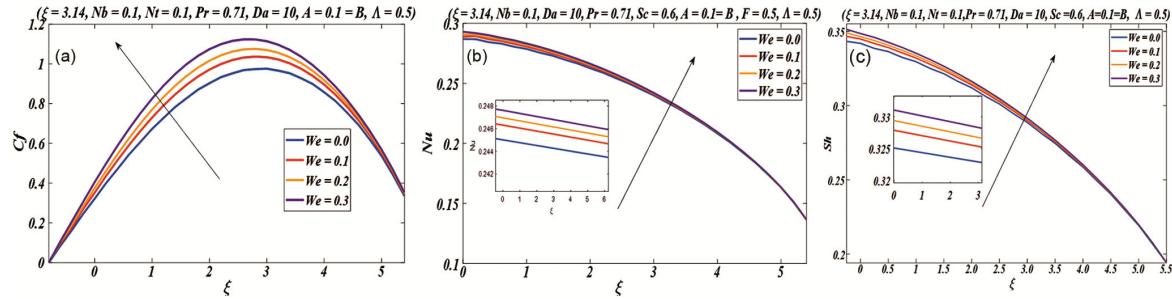 (ξ = 3.14, Nb = 0.1, Nt = 0.1, Pr = 0.71, Da = 10, A = 0.1 = B, Λ = 0.5)
1.2
1
0.8
0.6
0.4
0.2
0
Cf
(a)
We = 0.0
We = 0.1
We = 0.2
We = 0.3
0 1 2 3 4 5
ξ
(ξ = 3.14, Nb = 0.1, Da = 10, Pr = 0.71, Sc = 0.6, A = 0.1= B , F = 0.5, Λ = 0.5)
0.3
0.25
0.2
0.15
0.1
Nu
(b)
We = 0.0
We = 0.1
We = 0.2
We = 0.3
0.248
0.246
0.244
0.242
Nu
0 1 2 3 4 5 6
ξ
0 1 2 3 4 5
ξ
(ξ = 3.14, Nb = 0.1, Nt = 0.1,Pr = 0.71, Da = 10, Sc =0.6, A=0.1=B, Λ = 0.5)
0.35
0.3
0.25
0.2
Sh
(c)
We = 0.0
We = 0.1
We = 0.2
We = 0.3
0.33
0.325
0.32
0 1 2 3
0 0.5 1 1.5 2.0 2.5 3.0 3.5 4.0 4.5 5.0 5.5
ξ